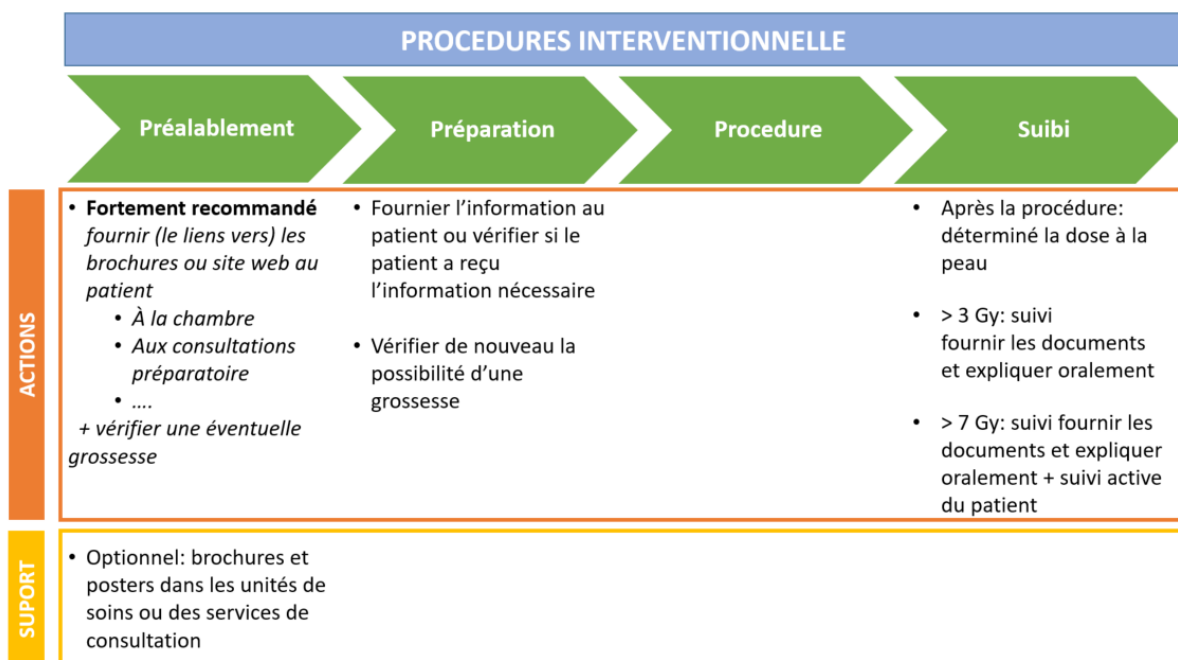 PROCEDURES INTERVENTIONNELLE
Préalablement
Préparation
Procedure
Suibi
ACTIONS
• Fortement recommandé
fournir (le liens vers) les
brochures ou site web au
patient
• À la chambre
• Aux consultations
préparatoire
• ....
+ vérifier une éventuelle
grossesse
• Fournier l’information au
patient ou vérifier si le
patient a reçu
l’information nécessaire
• Vérifier de nouveau la
possibilité d’une
grossesse
• Après la procédure:
déterminé la dose à la
peau
• > 3 Gy: suivi
fournir les documents
et expliquer oralement
• > 7 Gy: suivi fournir les
documents et expliquer
oralement + suivi active
du patient
SUPORT
• Optionnel: brochures et
posters dans les unités de
soins ou des services de
consultation